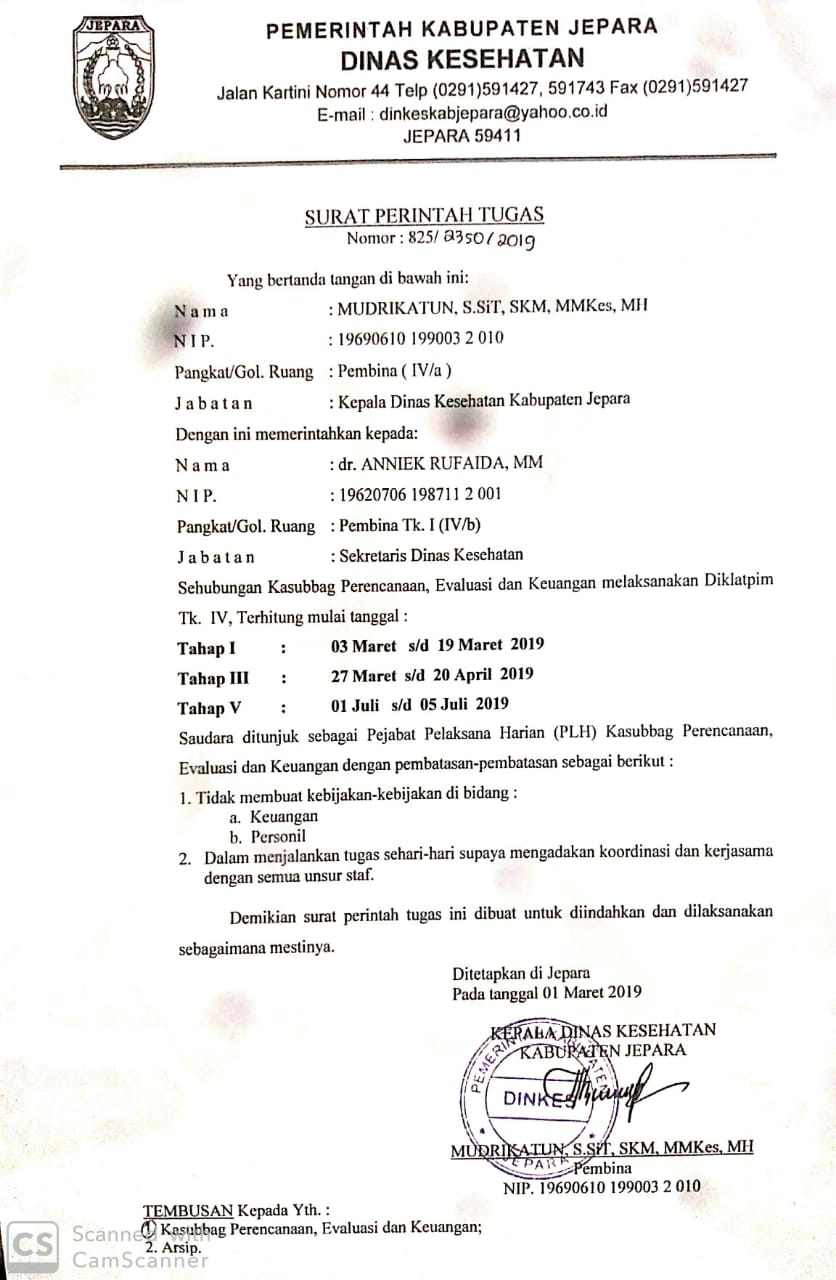 JEPARA
PEMERINTAH KABUPATEN JEPARA
DINAS KESEHATAN
Jalan Kartini Nomor 44 Telp (0291)591427, 591743 Fax (0291)591427
E-mail : dinkeskabjepara@yahoo.co.id
JEPARA 59411
SURAT PERINTAH TUGAS
Nomor : 825/ 2350 / 2019
Yang bertanda tangan di bawah ini:
N a m a : MUDRIKATUN, S.SiT, SKM, MMKes, MH
N I P. : 19690610 199003 2 010
Pangkat/Gol. Ruang : Pembina ( IV/a )
J a b a t a n : Kepala Dinas Kesehatan Kabupaten Jepara
Dengan ini memerintahkan kepada:
N a m a : dr. ANNIEK RUFAIDA, MM
N I P. : 19620706 198711 2 001
Pangkat/Gol. Ruang : Pembina Tk. I (IV/b)
J a b a t a n : Sekretaris Dinas Kesehatan
Sehubungan Kasubbag Perencanaan, Evaluasi dan Keuangan melaksanakan Diklatpim
Tk. IV, Terhitung mulai tanggal :
Tahap I : 03 Maret s/d 19 Maret 2019
Tahap III : 27 Maret s/d 20 April 2019
Tahap V : 01 Juli s/d 05 Juli 2019
Saudara ditunjuk sebagai Pejabat Pelaksana Harian (PLH) Kasubbag Perencanaan,
Evaluasi dan Keuangan dengan pembatasan-pembatasan sebagai berikut :
1. Tidak membuat kebijakan-kebijakan di bidang :
a. Keuangan
b. Personil
2. Dalam menjalankan tugas sehari-hari supaya mengadakan koordinasi dan kerjasama
dengan semua unsur staf.
Demikian surat perintah tugas ini dibuat untuk diindahkan dan dilaksanakan
sebagaimana mestinya.
Ditetapkan di Jepara
Pada tanggal 01 Maret 2019
KEPALA DINAS KESEHATAN
KABUPATEN JEPARA
PEMERINTAH KABUPATEN
DINKES
JEPARA
MUDRIKATUN, S.SiT, SKM, MMKes, MH
Pembina
NIP. 19690610 199003 2 010
TEMBUSAN Kepada Yth. :
1. Kasubbag Perencanaan, Evaluasi dan Keuangan;
2. Arsip.
CS Scanned with
CamScanner